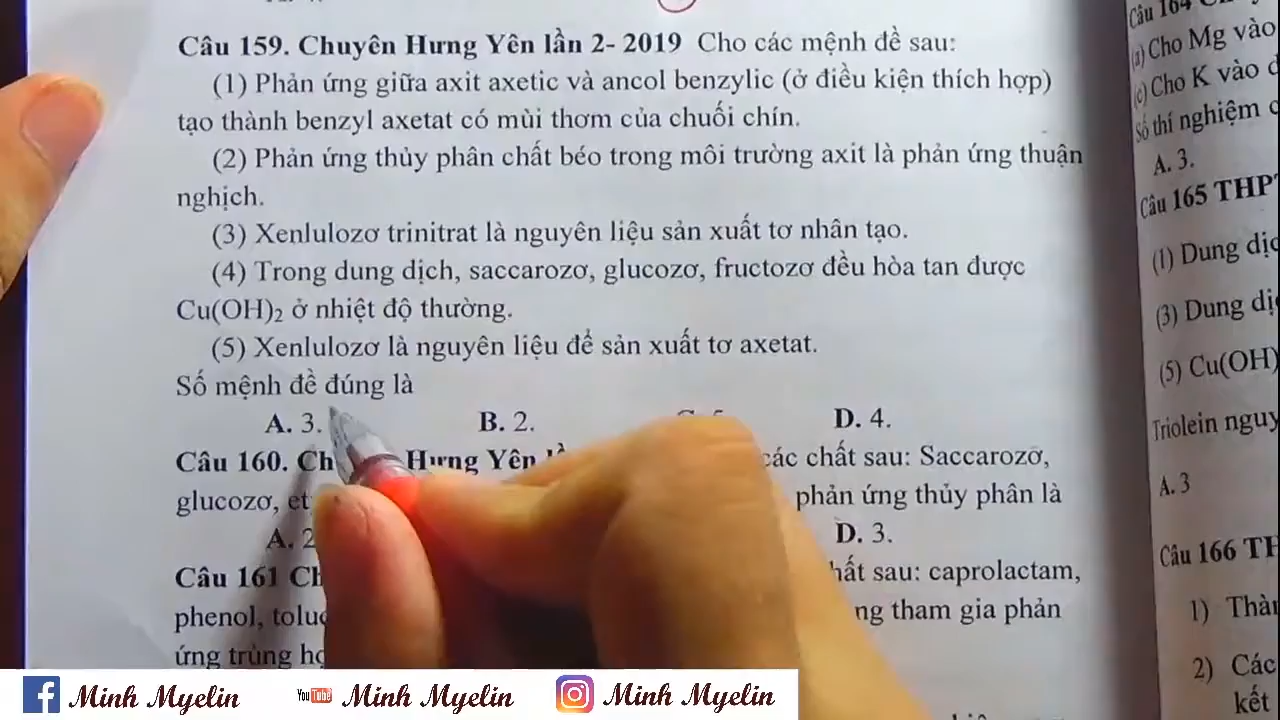 Câu 159. Chuyên Hưng Yên lần 2- 2019 Cho các mệnh đề sau:
(1) Phản ứng giữa axit axetic và ancol benzylic (ở điều kiện thích hợp)
tạo thành benzyl axetat có mùi thơm của chuối chín.
(2) Phản ứng thủy phân chất béo trong môi trường axit là phản ứng thuận
nghịch.
(3) Xenlulozơ trinitrat là nguyên liệu sản xuất tơ nhân tạo.
(4) Trong dung dịch, saccarozơ, glucozơ, fructozơ đều hòa tan được
Cu(OH)₂ ở nhiệt độ thường.
(5) Xenlulozơ là nguyên liệu để sản xuất tơ axetat.
Số mệnh đề đúng là
A. 3. B. 2. D. 4.
Câu 160. Hưng Yên các chất sau: Saccarozơ,
glucozơ, phản ứng thủy phân là
A. 2 D. 3.
Câu 161 chất sau: caprolactam,
phenol, tham gia phản
ứng trùng
Câu 164
(a) Cho Mg vào
(c) Cho K vào
Số thí nghiệm
A. 3.
Câu 165 THPT
(1) Dung dịc
(3) Dung dị
(5) Cu(OH)
Triolein nguy
A. 3
Câu 166 TH
1) Thàn
2) Các
kết
Minh Myelin YouTube Minh Myelin Minh Myelin